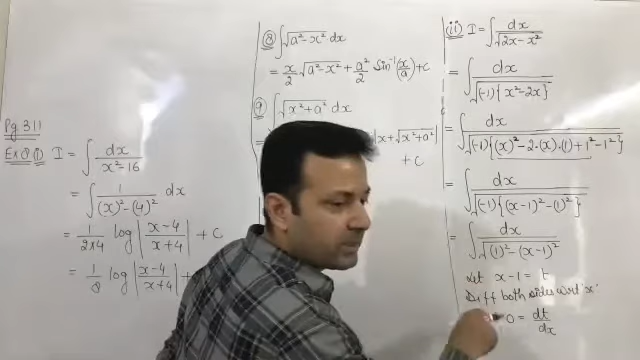 Pg 311
Ex 8 (i) I = ∫ dx / (x² - 16)
= ∫ 1 / ((x)² - (4)²) dx
= 1/(2×4) log |(x-4)/(x+4)| + C
= 1/8 log |(x-4)/(x+4)| +
(8) ∫ √(a² - x²) dx
= x/2 √(a² - x²) + a²/2 Sin⁻¹(x/a) + C
(9) ∫ √(x² + a²) dx
|x + √(x² + a²)|
+ C
(ii) I = ∫ dx / √(2x - x²)
= ∫ dx / √((-1){x² - 2x})
= ∫ dx / √((-1){(x)² - 2·(x)·(1) + 1² - 1²})
= ∫ dx / √((-1){(x-1)² - (1)²})
= ∫ dx / √((1)² - (x-1)²)
Let x - 1 = t
Diff both sides w.r.t 'x'
0 = dt/dx